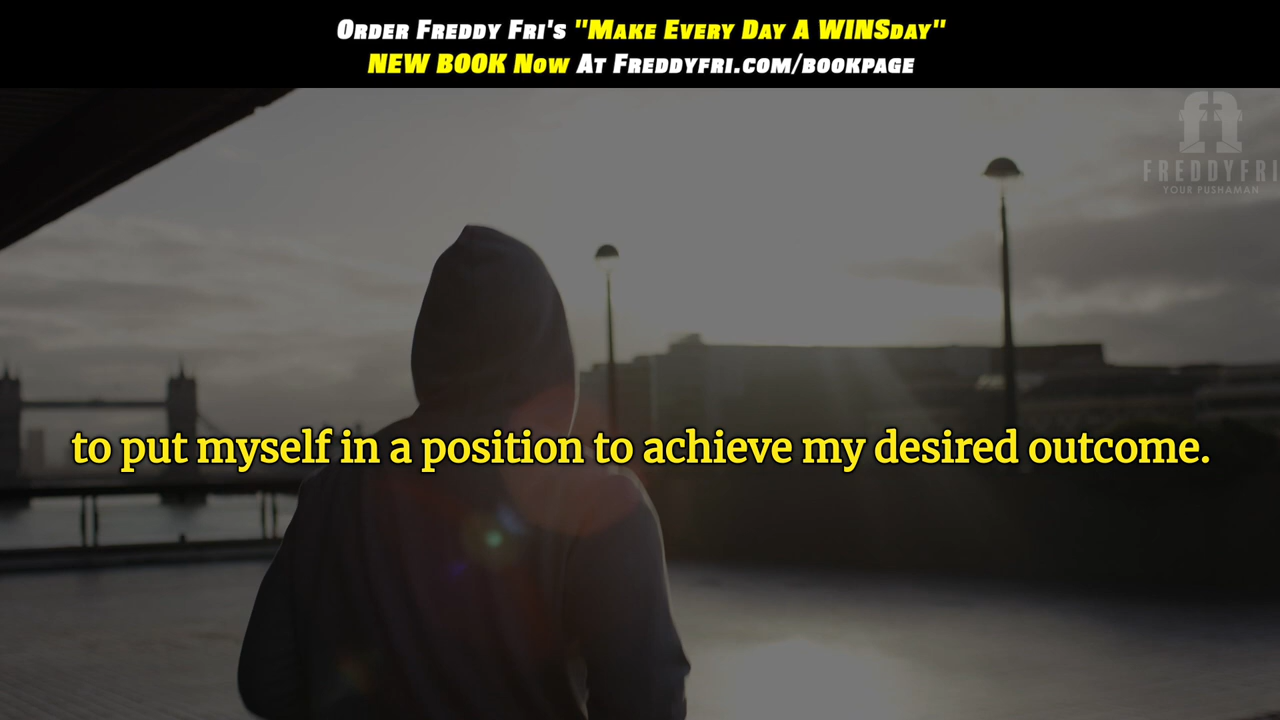 Order Freddy Fri's "Make Every Day A WINSday"
NEW BOOK Now At Freddyfri.com/bookpage
ff
FREDDYFRI
YOUR PUSHAMAN
to put myself in a position to achieve my desired outcome.